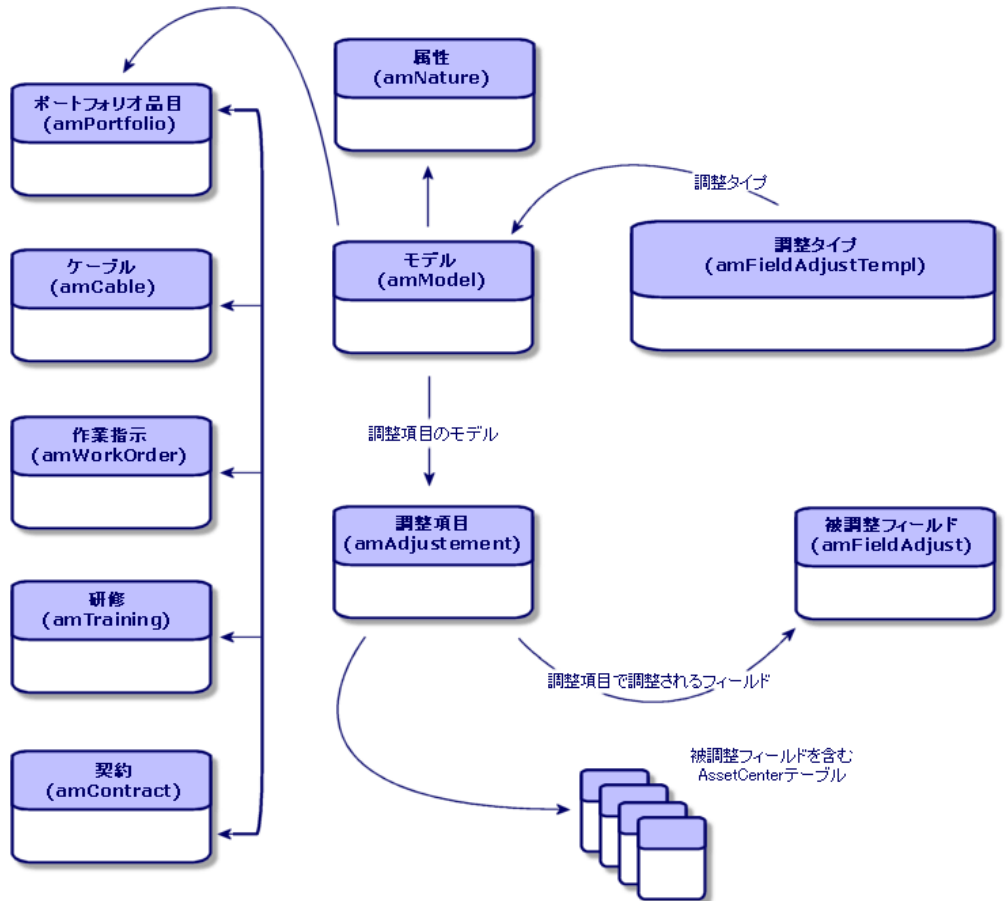 属性
(amNature)
ポートフォリオ品目
(amPortfolio)
調整タイプ
調整タイプ
(amFieldAdjustTempl)
モデル
(amModel)
ケーブル
(amCable)
調整項目のモデル
作業指示
(amWorkOrder)
調整項目
(amAdjustement)
被調整フィールド
(amFieldAdjust)
研修
(amTraining)
調整項目で調整されるフィールド
契約
(amContract)
被調整フィールドを含む
AssetCenterテーブル